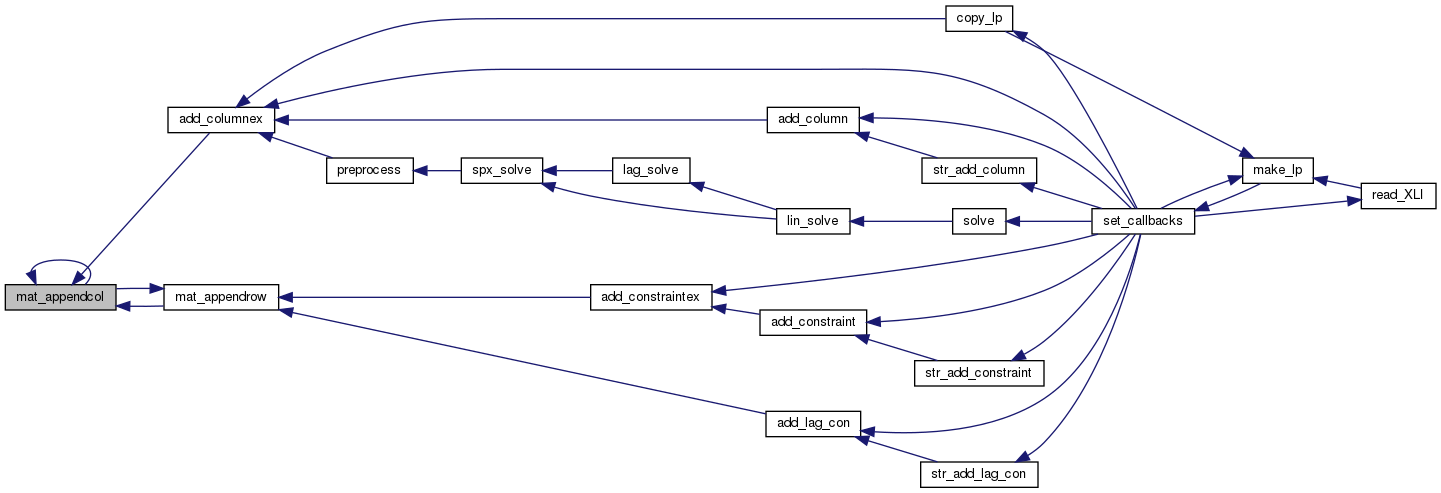 copy_lp
add_columnex
add_column
preprocess
spx_solve
lag_solve
str_add_column
make_lp
read_XLI
lin_solve
solve
set_callbacks
mat_appendcol
mat_appendrow
add_constraintex
add_constraint
str_add_constraint
add_lag_con
str_add_lag_con